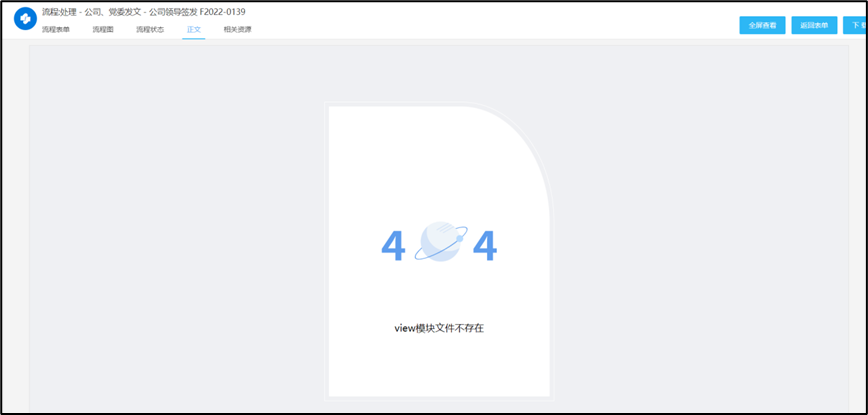 流程:处理 - 公司、党委发文 - 公司领导签发 F2022-0139
流程表单 流程图 流程状态 正文 相关资源
全屏查看 返回表单 下载
4 4
view模块文件不存在